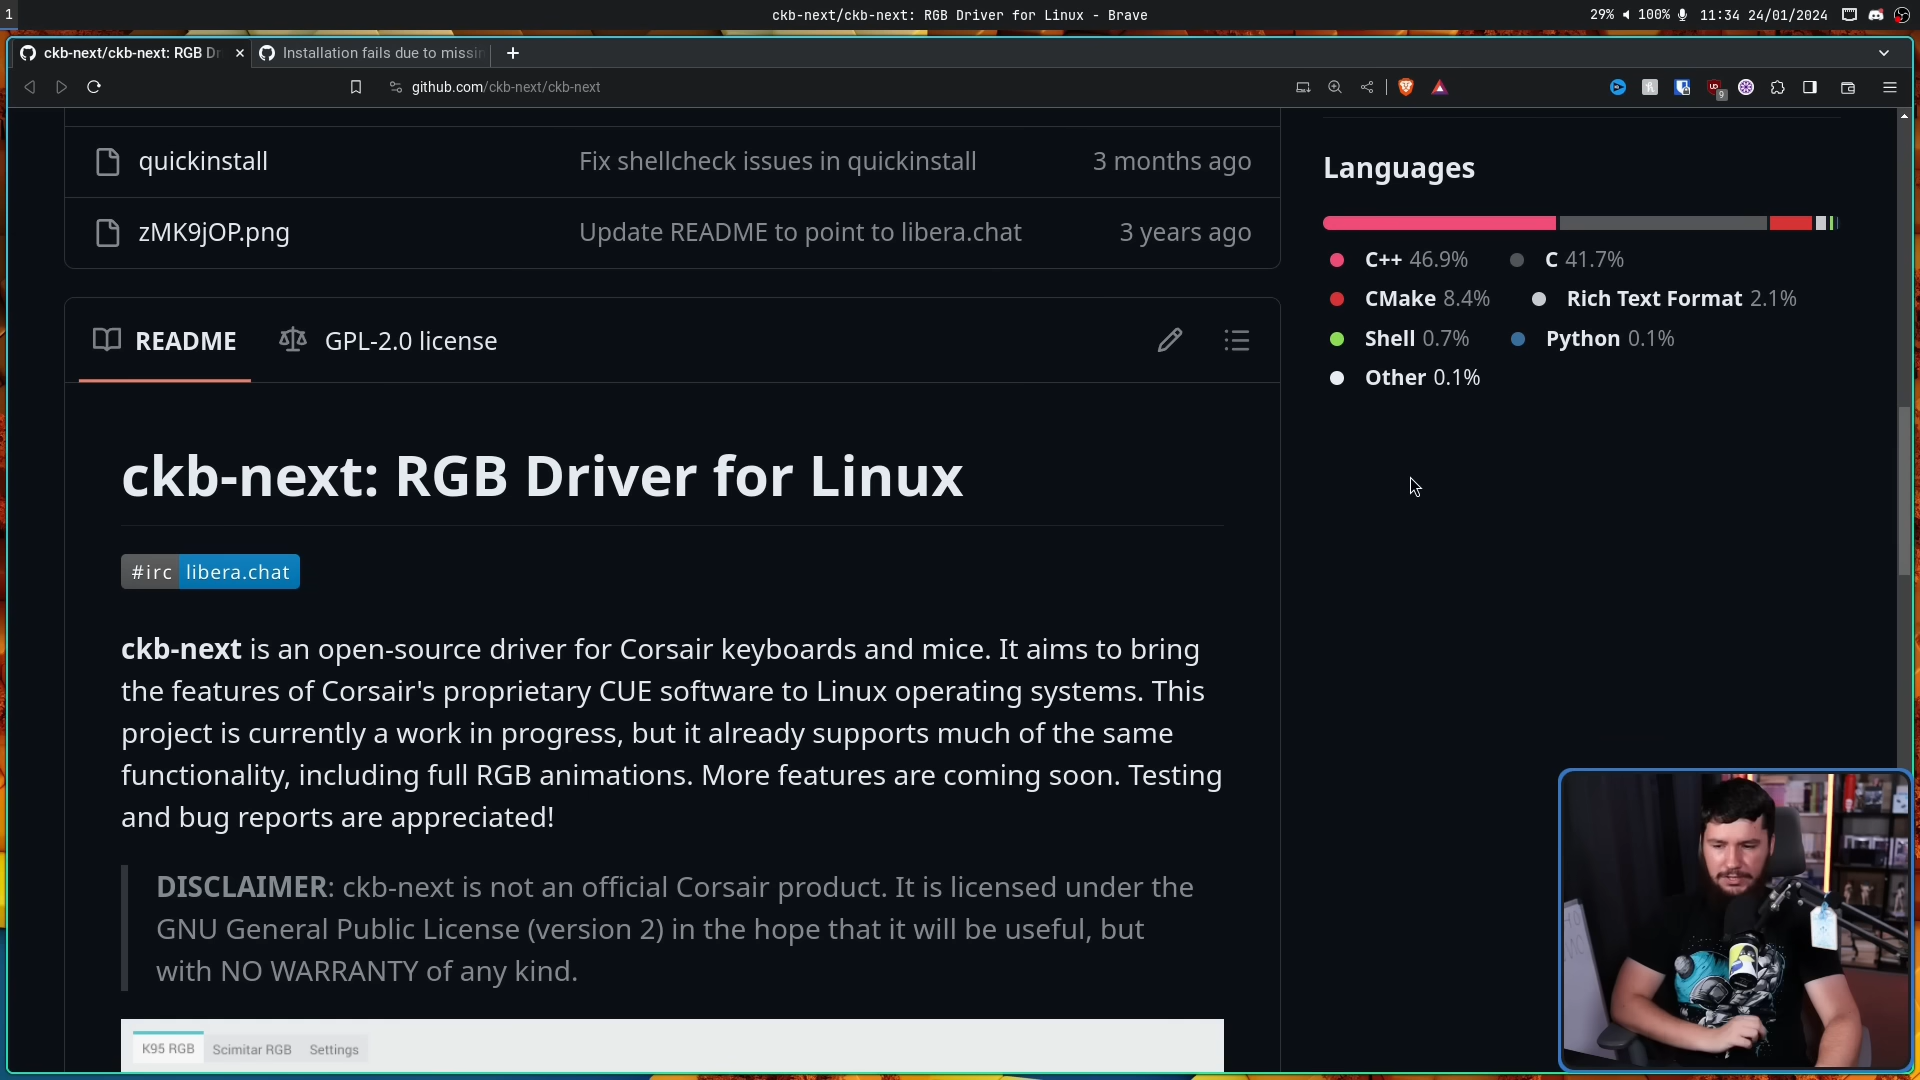 1
ckb-next/ckb-next: RGB Driver for Linux - Brave
29% 100% 11:34 24/01/2024
ckb-next/ckb-next: RGB Dr
Installation fails due to missin
github.com/ckb-next/ckb-next
9
quickinstall Fix shellcheck issues in quickinstall 3 months ago
zMK9jOP.png Update README to point to libera.chat 3 years ago
README GPL-2.0 license
ckb-next: RGB Driver for Linux
#irc libera.chat
ckb-next is an open-source driver for Corsair keyboards and mice. It aims to bring
the features of Corsair's proprietary CUE software to Linux operating systems. This
project is currently a work in progress, but it already supports much of the same
functionality, including full RGB animations. More features are coming soon. Testing
and bug reports are appreciated!
DISCLAIMER: ckb-next is not an official Corsair product. It is licensed under the
GNU General Public License (version 2) in the hope that it will be useful, but
with NO WARRANTY of any kind.
K95 RGB Scimitar RGB Settings
Languages
C++ 46.9% C 41.7%
CMake 8.4% Rich Text Format 2.1%
Shell 0.7% Python 0.1%
Other 0.1%